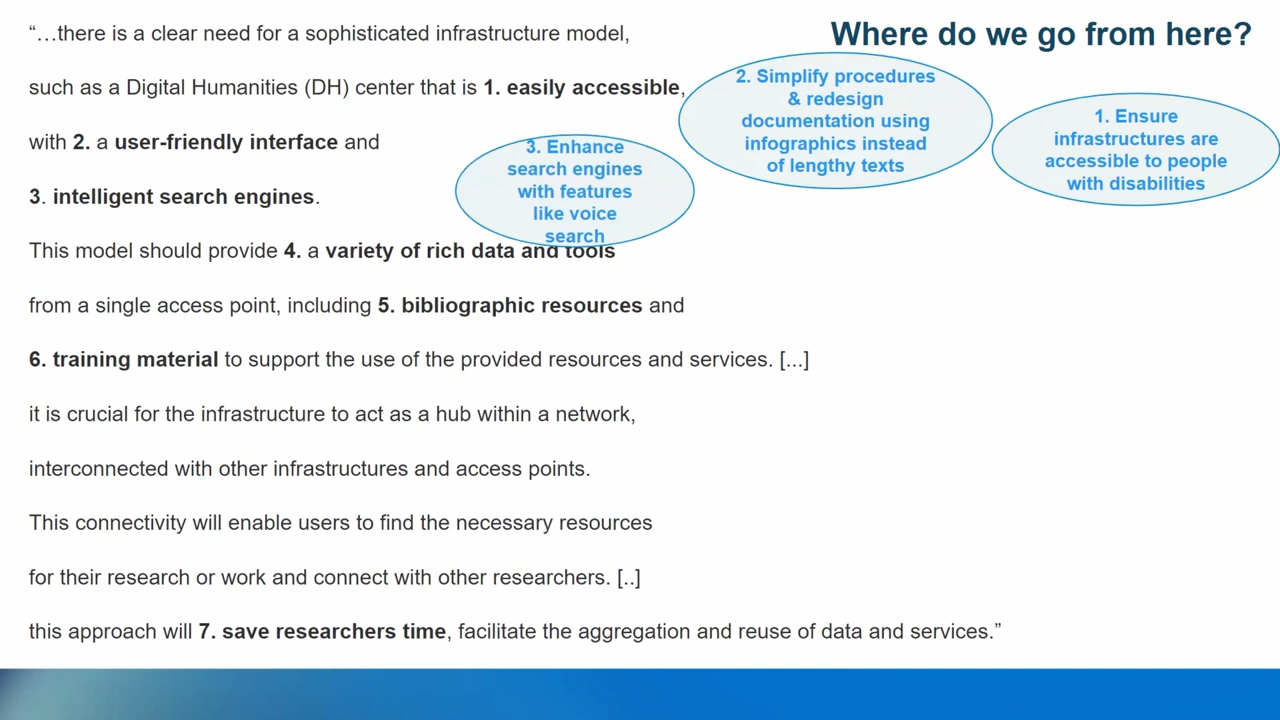 Where do we go from here?
“…there is a clear need for a sophisticated infrastructure model,
such as a Digital Humanities (DH) center that is 1. easily accessible,
with 2. a user-friendly interface and
3. intelligent search engines.
This model should provide 4. a variety of rich data and tools
from a single access point, including 5. bibliographic resources and
6. training material to support the use of the provided resources and services. [...]
it is crucial for the infrastructure to act as a hub within a network,
interconnected with other infrastructures and access points.
This connectivity will enable users to find the necessary resources
for their research or work and connect with other researchers. [..]
this approach will 7. save researchers time, facilitate the aggregation and reuse of data and services.”
1. Ensure
infrastructures are
accessible to people
with disabilities
2. Simplify procedures
& redesign
documentation using
infographics instead
of lengthy texts
3. Enhance
search engines
with features
like voice
search